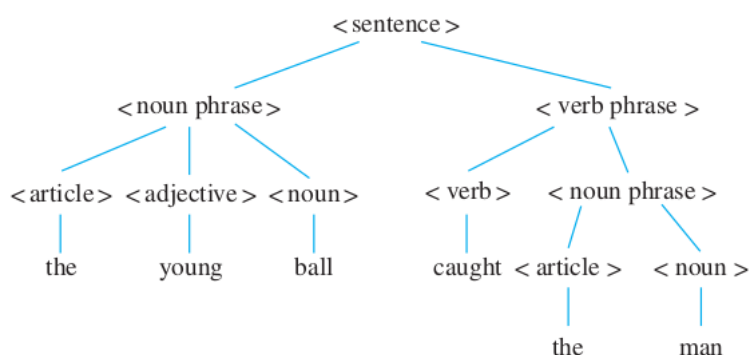 <sentence>
<noun phrase> < verb phrase >
<article> <adjective> <noun> < verb > < noun phrase >
the young ball caught < article > < noun >
the man